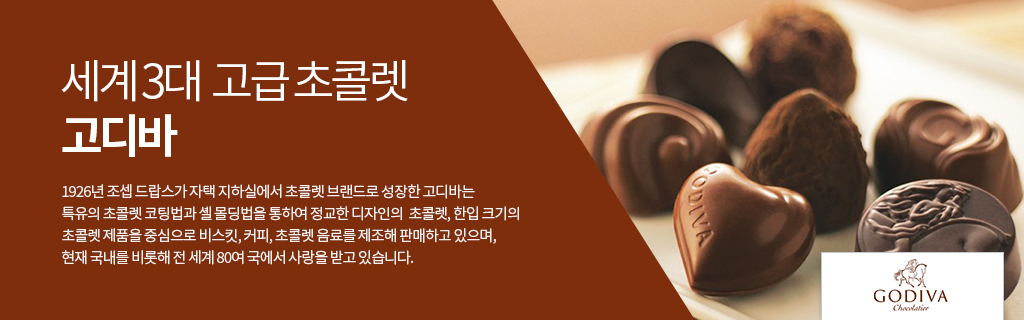 세계 3대 고급 초콜렛
고디바
1926년 조셉 드랍스가 자택 지하실에서 초콜렛 브랜드로 성장한 고디바는
특유의 초콜렛 코팅법과 쉘 몰딩법을 통하여 정교한 디자인의 초콜렛, 한입 크기의
초콜렛 제품을 중심으로 비스킷, 커피, 초콜렛 음료를 제조해 판매하고 있으며,
현재 국내를 비롯해 전 세계 80여 국에서 사랑을 받고 있습니다.
GODIVA
GODIVA
Chocolatier